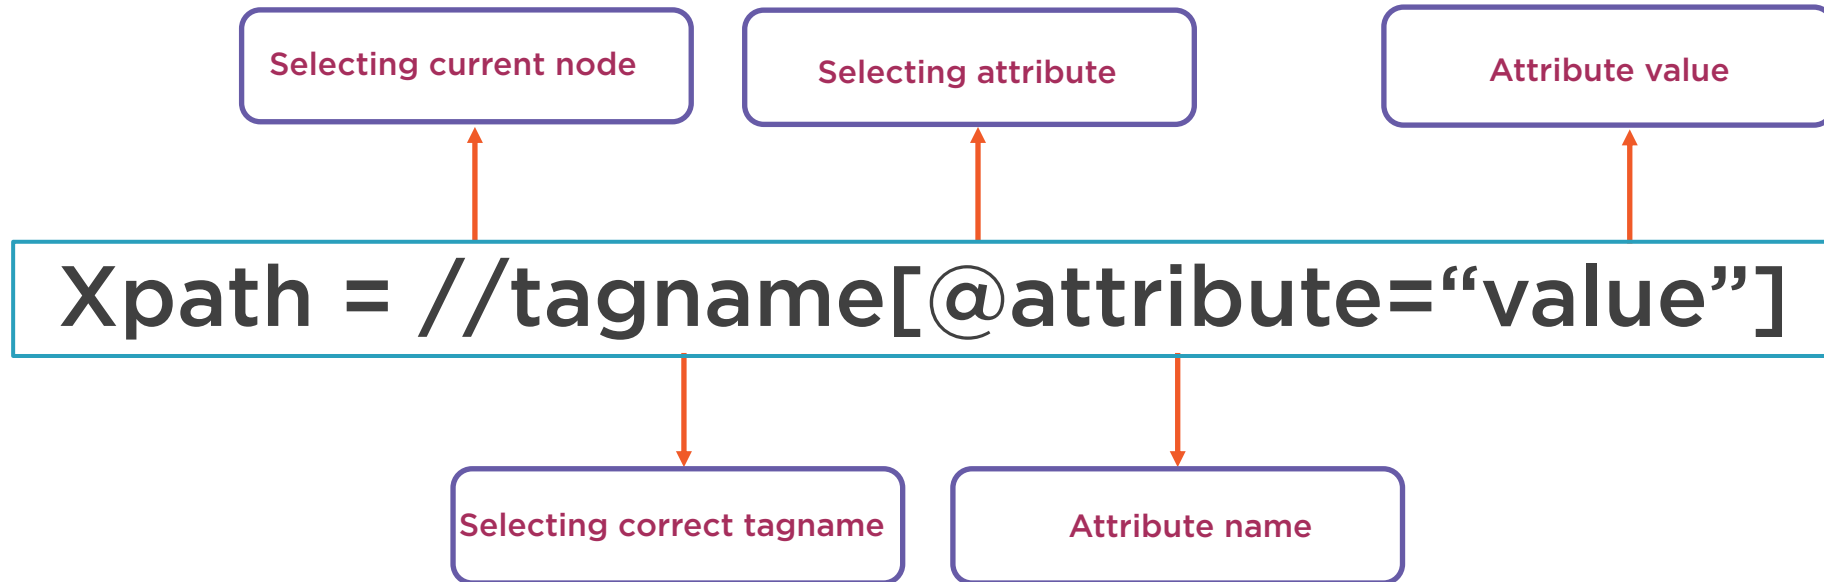 Selecting current node
Selecting attribute
Attribute value
Xpath = //tagname[@attribute=“value”]
Selecting correct tagname
Attribute name